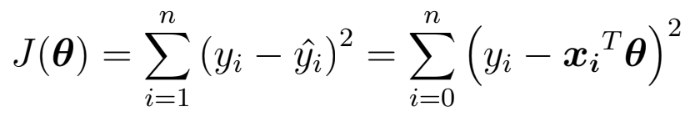 J(θ) = ∑_{i=1}^{n} (y_i − ŷ_i)^2 = ∑_{i=0}^{n} (y_i − x_i^T θ)^2